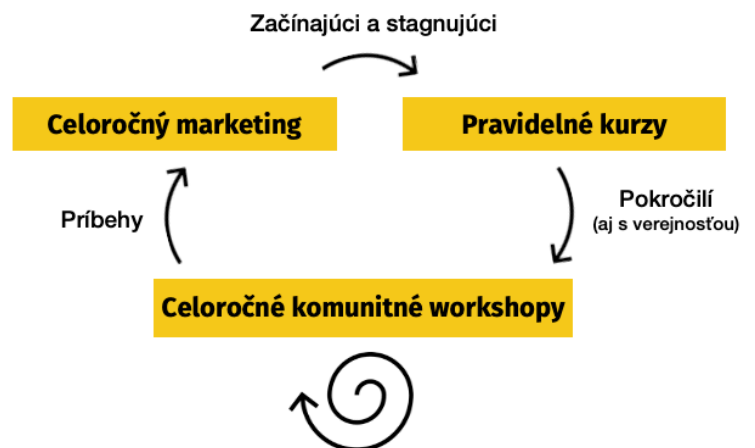 Začínajúci a stagnujúci
Celoročný marketing
Pravidelné kurzy
Príbehy
Pokročilí
(aj s verejnosťou)
Celoročné komunitné workshopy